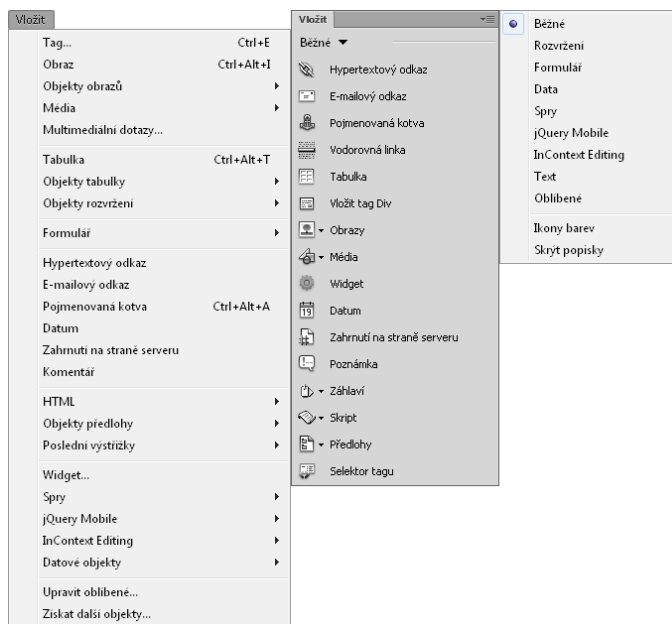 Vložit
Tag... Ctrl+E
Obraz Ctrl+Alt+I
Objekty obrazů
Média
Multimediální dotazy...
Tabulka Ctrl+Alt+T
Objekty tabulky
Objekty rozvržení
Formulář
Hypertextový odkaz
E-mailový odkaz
Pojmenovaná kotva Ctrl+Alt+A
Datum
Zahrnutí na straně serveru
Komentář
HTML
Objekty předlohy
Poslední výstřižky
Widget...
Spry
jQuery Mobile
InContext Editing
Datové objekty
Upravit oblíbené...
Získat další objekty...
Vložit
Běžné
Hypertextový odkaz
E-mailový odkaz
Pojmenovaná kotva
Vodorovná linka
Tabulka
Vložit tag Div
Obrazy
Média
Widget
19 Datum
Zahrnutí na straně serveru
Poznámka
Záhlaví
Skript
Předlohy
Selektor tagu
Běžné
Rozvržení
Formulář
Data
Spry
jQuery Mobile
InContext Editing
Text
Oblíbené
Ikony barev
Skrýt popisky